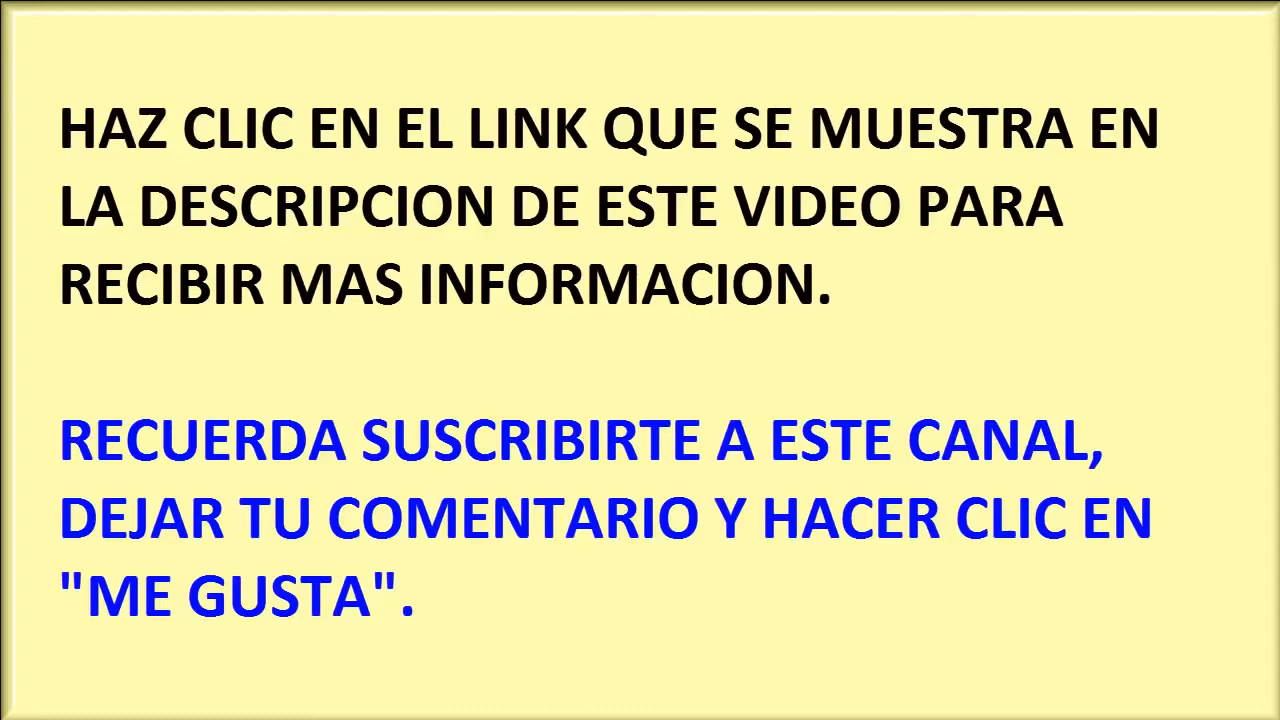 HAZ CLIC EN EL LINK QUE SE MUESTRA EN
LA DESCRIPCION DE ESTE VIDEO PARA
RECIBIR MAS INFORMACION.
RECUERDA SUSCRIBIRTE A ESTE CANAL,
DEJAR TU COMENTARIO Y HACER CLIC EN
"ME GUSTA".